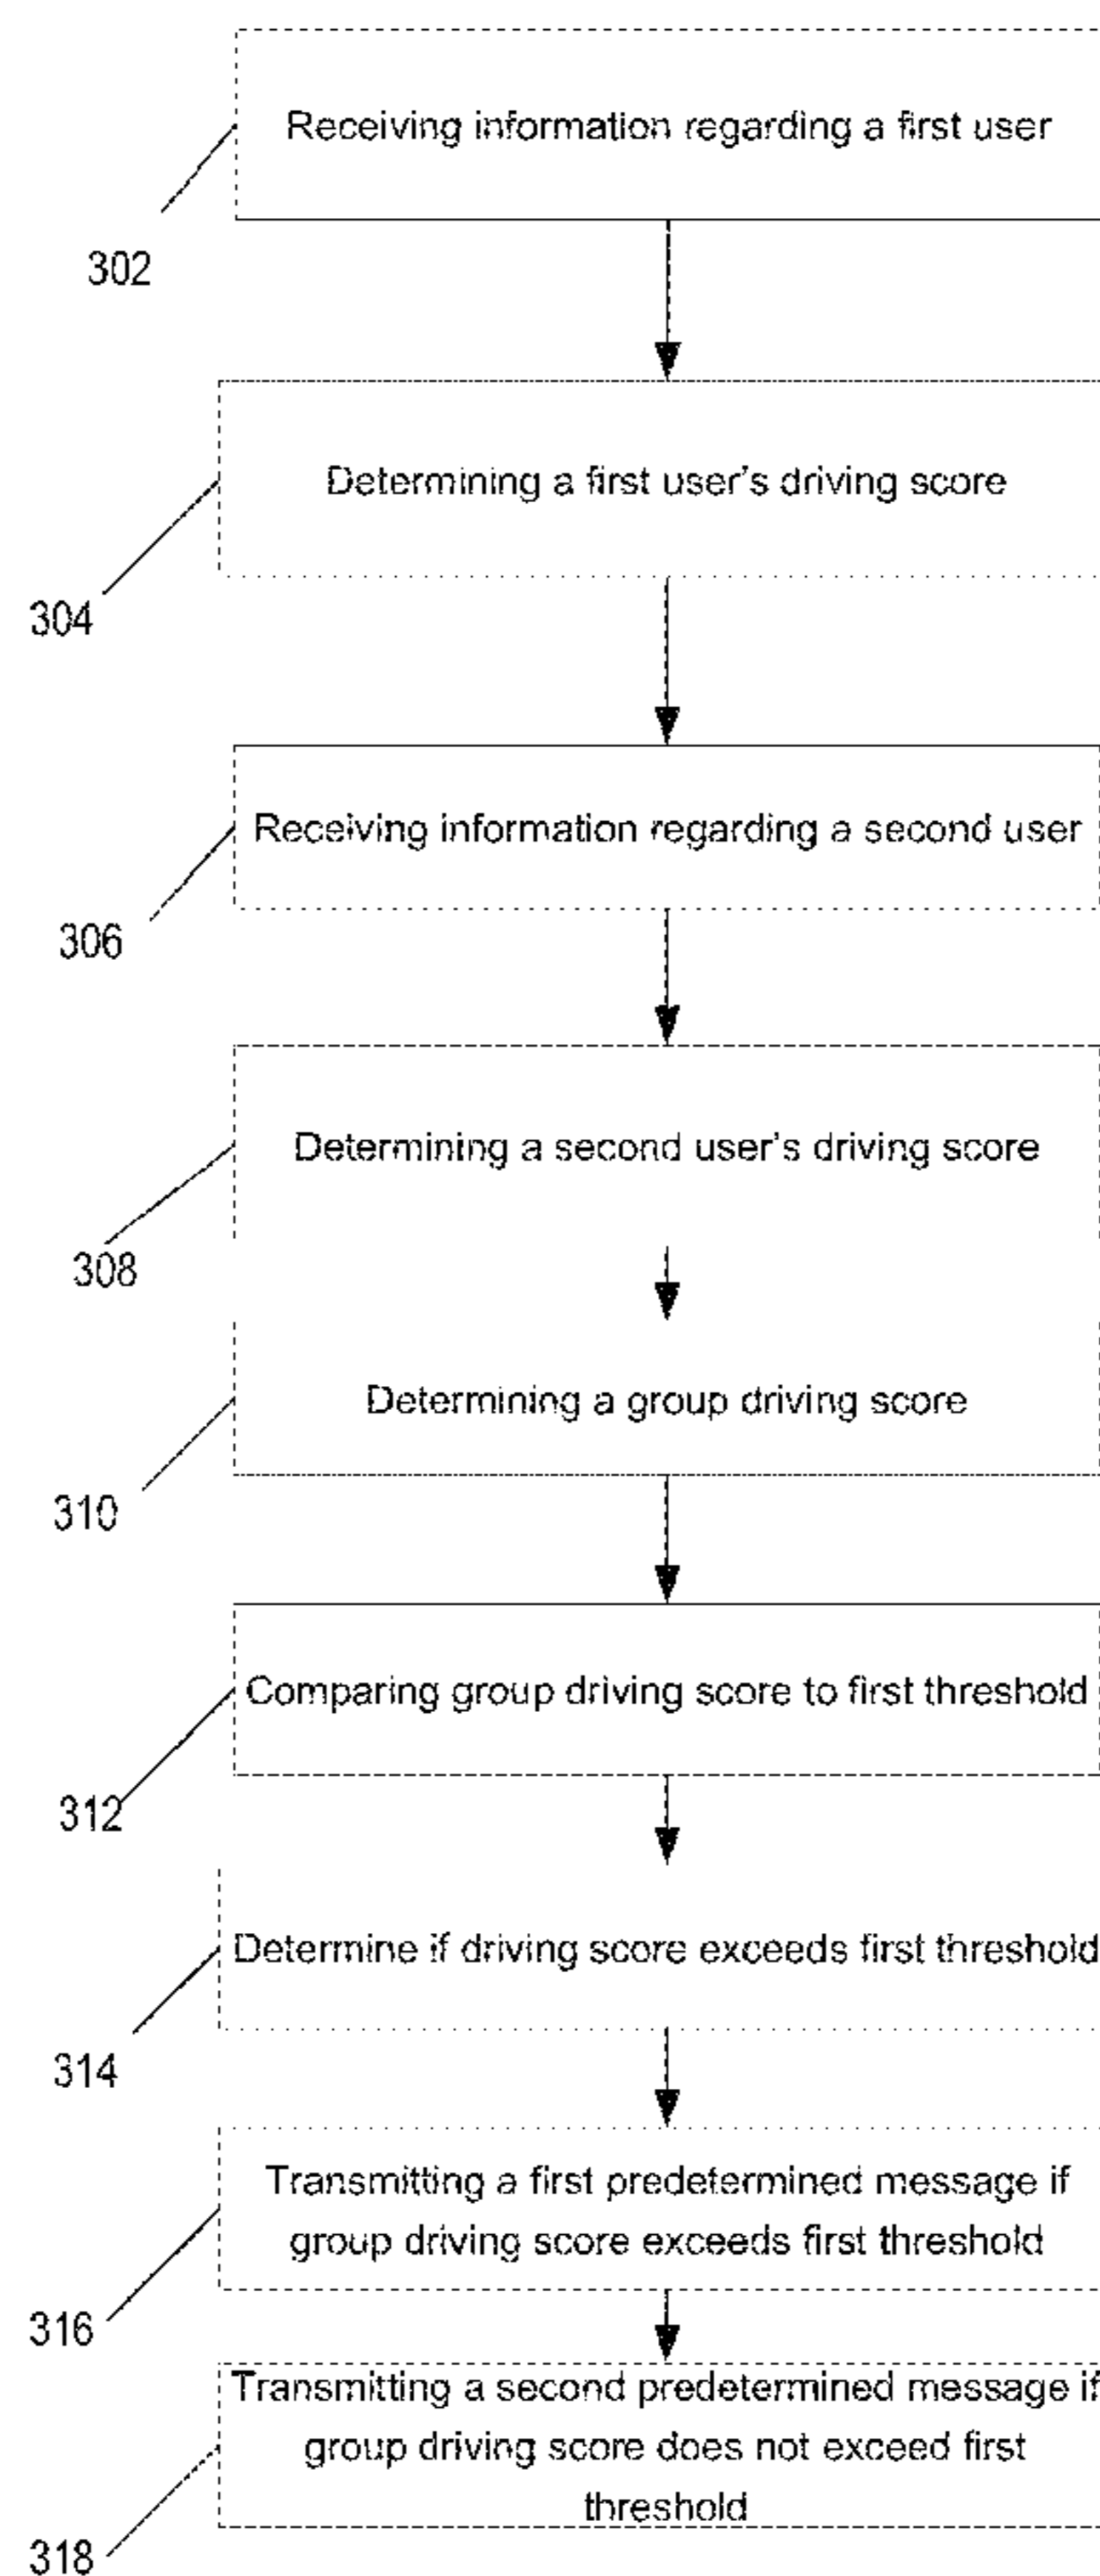 Receiving information regarding a first user
302
Determining a first user's driving score
304
Receiving information regarding a second user
306
Determining a second user's driving score
308
Determining a group driving score
310
Comparing group driving score to first threshold
312
Determine if driving score exceeds first threshold
314
Transmitting a first predetermined message if
group driving score exceeds first threshold
316
Transmitting a second predetermined message if
group driving score does not exceed first
threshold
318